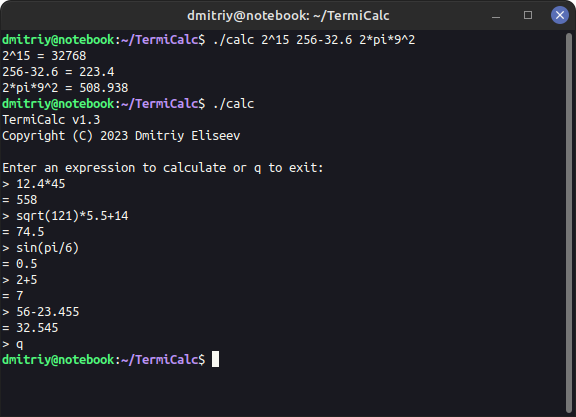 dmitriy@notebook: ~/TermiCalc
dmitriy@notebook:~/TermiCalc$ ./calc 2^15 256-32.6 2*pi*9^2
2^15 = 32768
256-32.6 = 223.4
2*pi*9^2 = 508.938
dmitriy@notebook:~/TermiCalc$ ./calc
TermiCalc v1.3
Copyright (C) 2023 Dmitriy Eliseev
Enter an expression to calculate or q to exit:
> 12.4*45
= 558
> sqrt(121)*5.5+14
= 74.5
> sin(pi/6)
= 0.5
> 2+5
= 7
> 56-23.455
= 32.545
> q
dmitriy@notebook:~/TermiCalc$